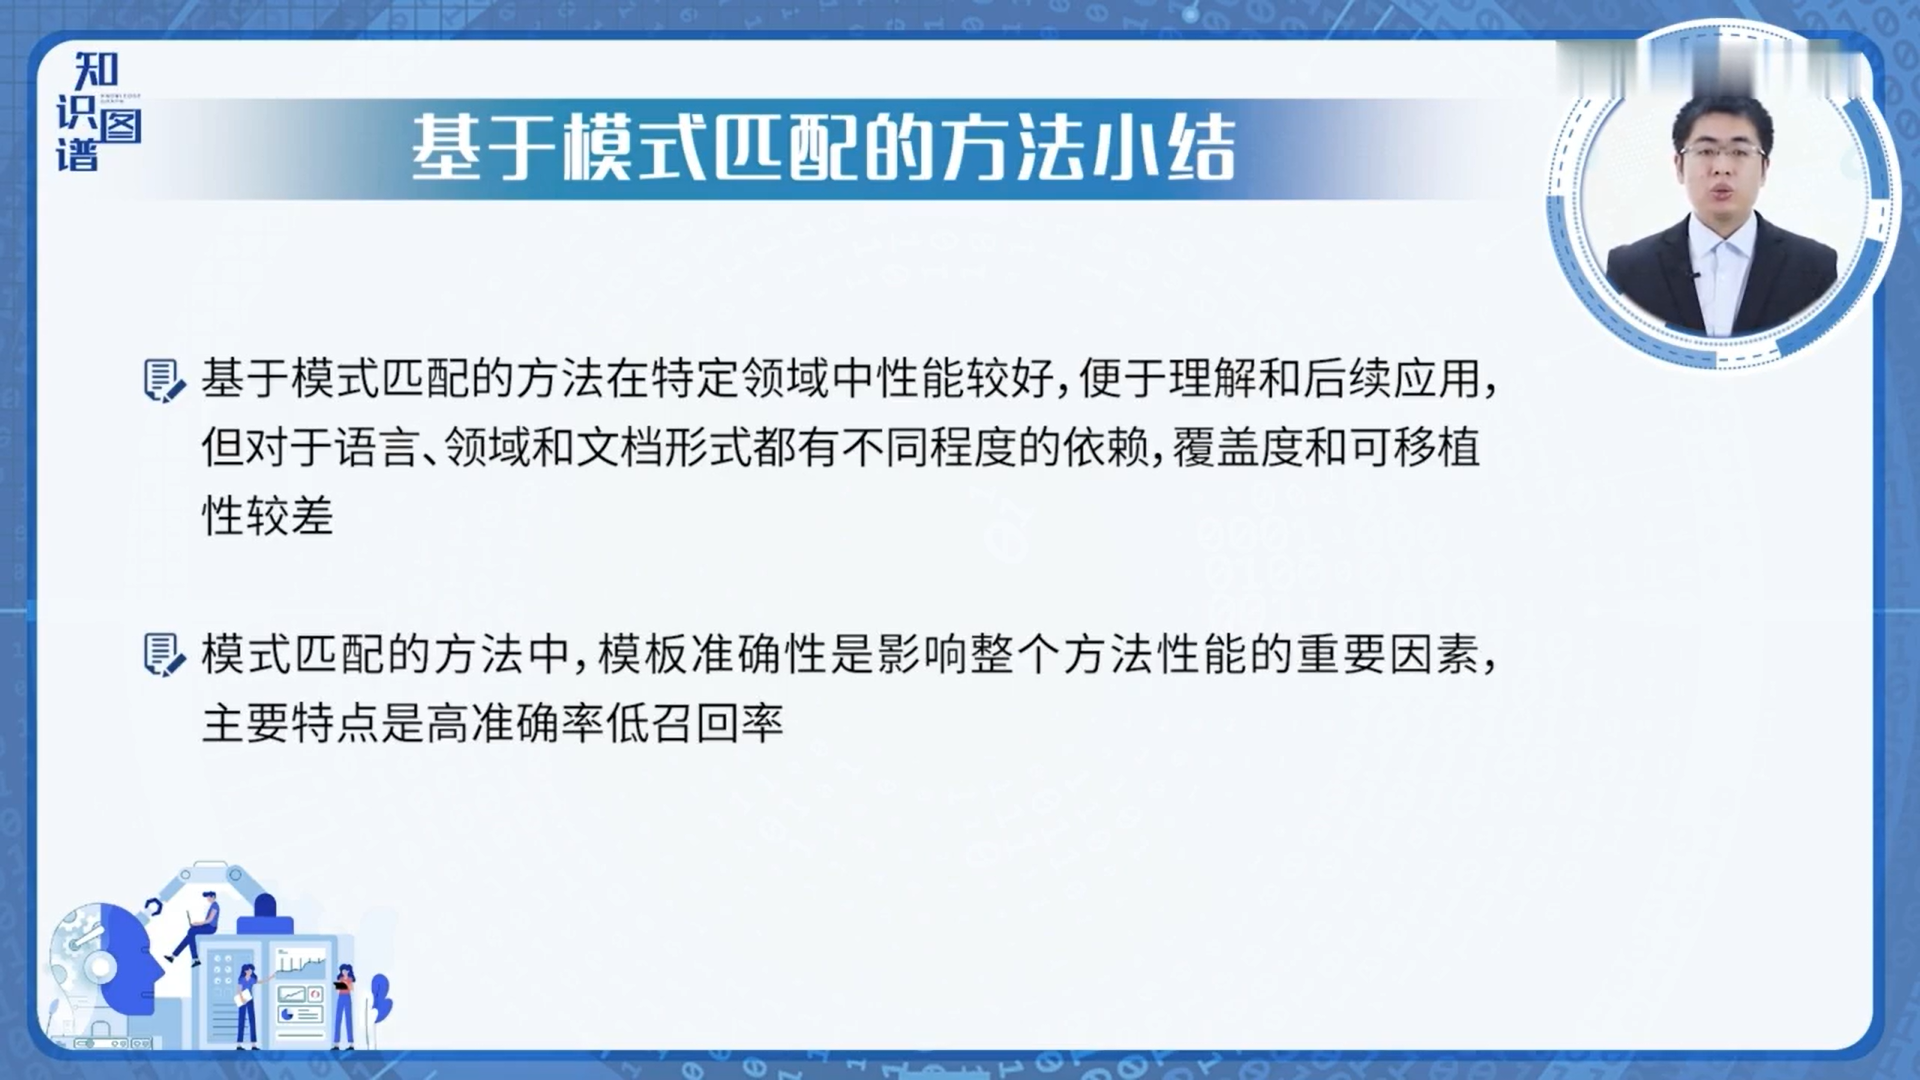 知识图谱
基于模式匹配的方法小结
基于模式匹配的方法在特定领域中性能较好,便于理解和后续应用,
但对于语言、领域和文档形式都有不同程度的依赖,覆盖度和可移植
性较差
模式匹配的方法中,模板准确性是影响整个方法性能的重要因素,
主要特点是高准确率低召回率